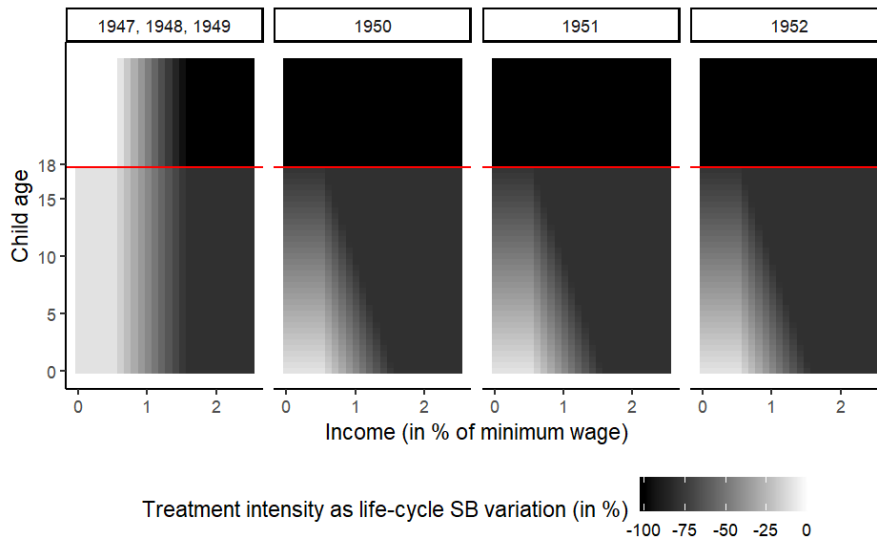 1947, 1948, 1949
1950
1951
1952
Child age
18
15
10
5
0
0 1 2
0 1 2
0 1 2
0 1 2
Income (in % of minimum wage)
Treatment intensity as life-cycle SB variation (in %)
-100 -75 -50 -25 0